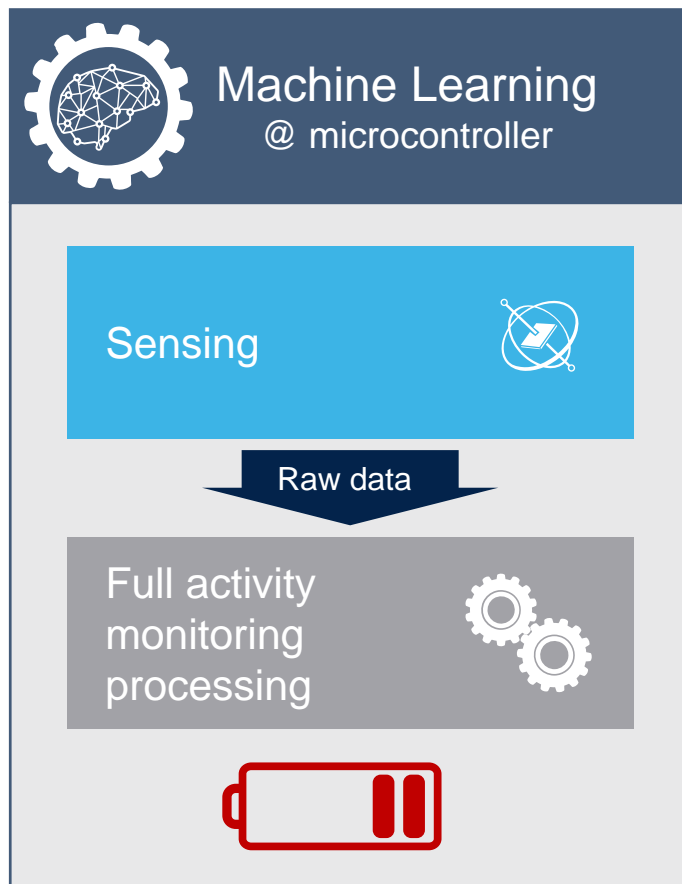 Machine Learning
@ microcontroller
Sensing
Raw data
Full activity
monitoring
processing